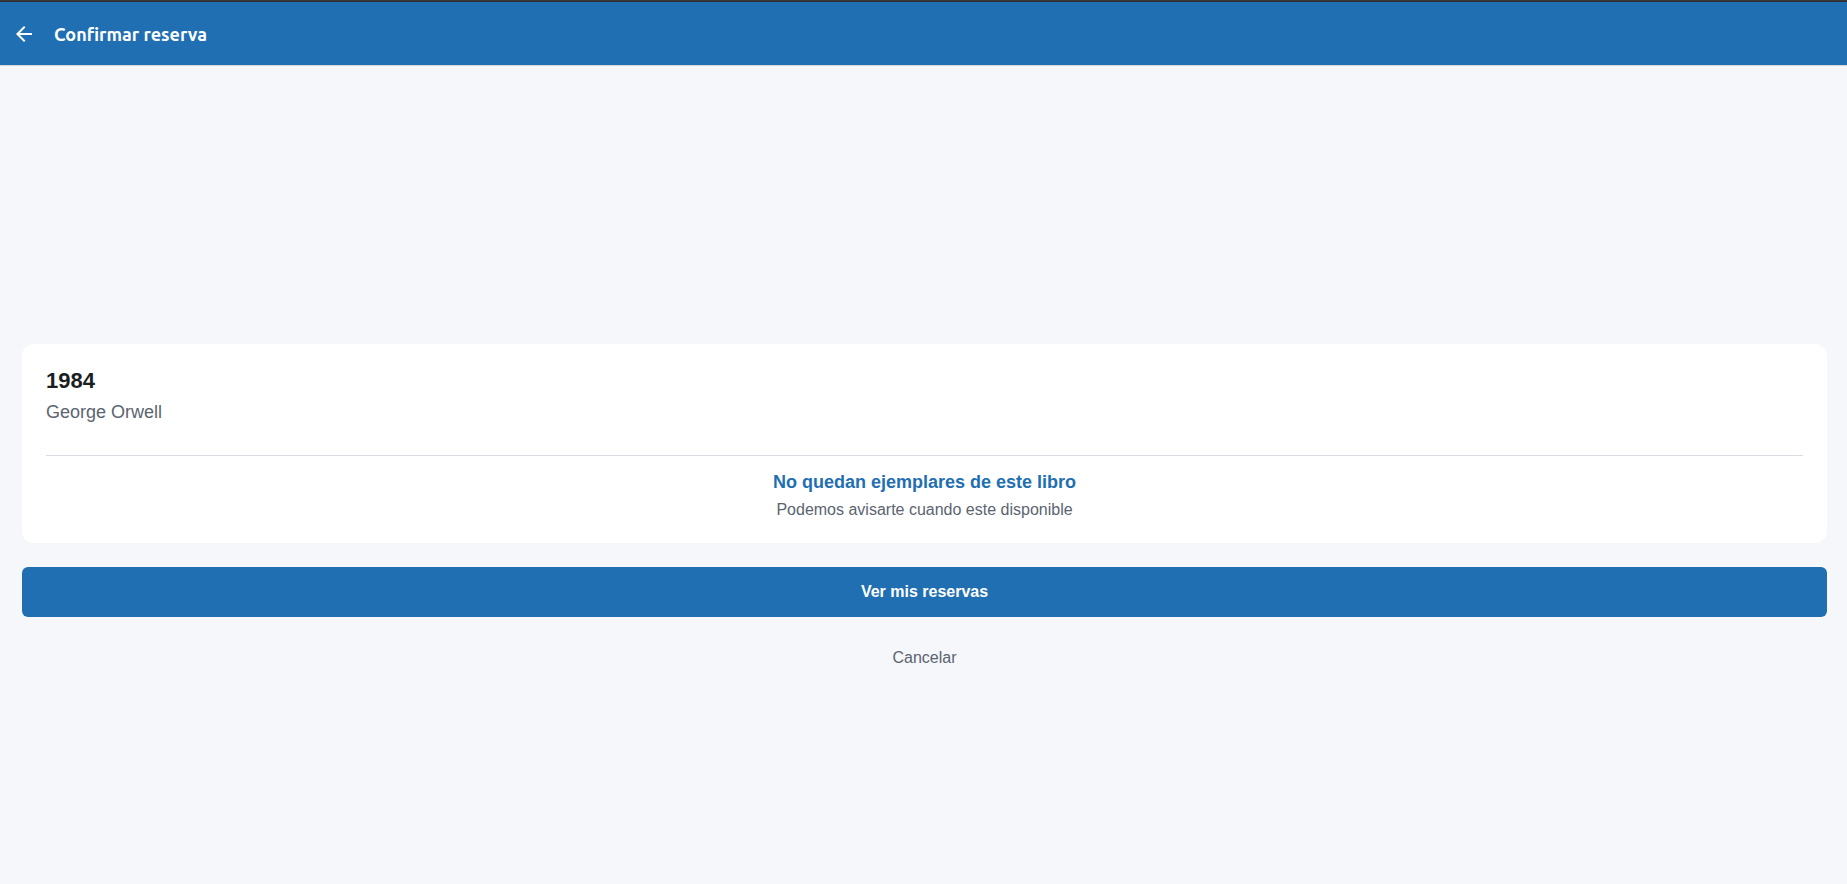 Confirmar reserva
1984
George Orwell
No quedan ejemplares de este libro
Podemos avisarte cuando este disponible
Ver mis reservas
Cancelar